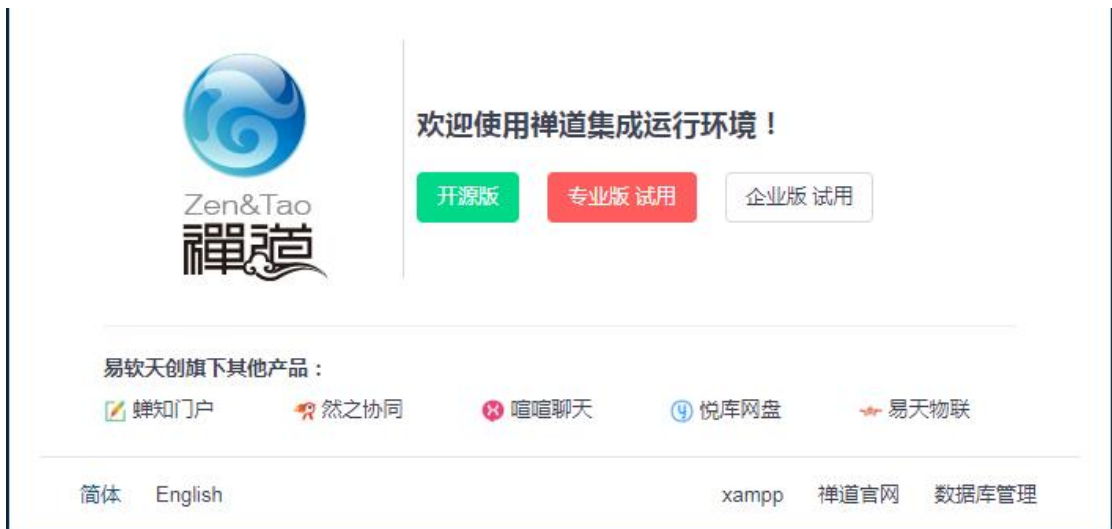 Zen&Tao
禪道
欢迎使用禅道集成运行环境！
开源版 专业版 试用 企业版 试用
易软天创旗下其他产品：
蝉知门户 然之协同 喧喧聊天 悦库网盘 易天物联
简体 English xampp 禅道官网 数据库管理